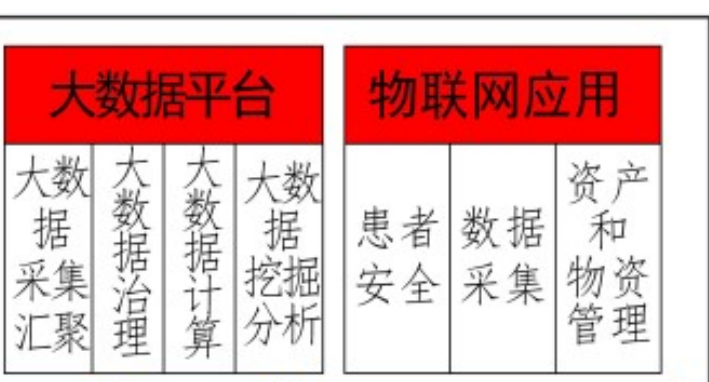 大数据平台
大数
据
采集
汇聚
大数据治理
大数据计算
大数
据
挖掘
分析
物联网应用
患者
安全
数据
采集
资产
和
物资
管理